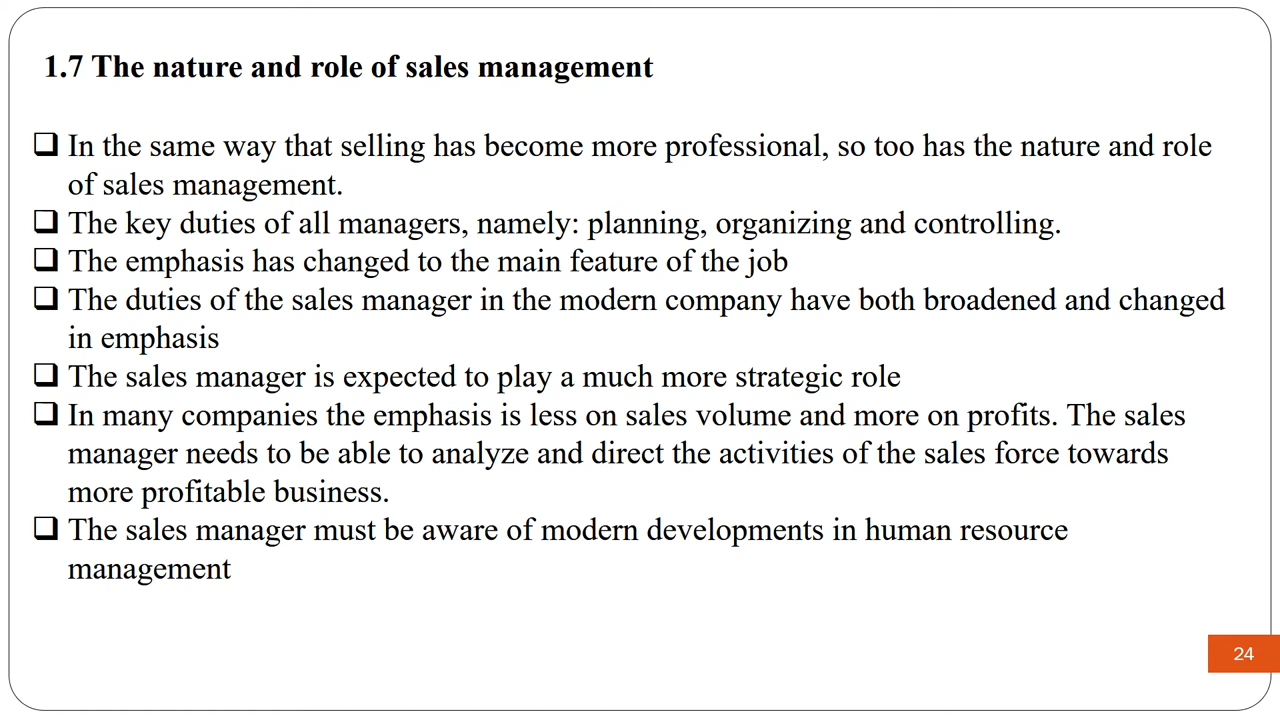 1.7 The nature and role of sales management
❑ In the same way that selling has become more professional, so too has the nature and role
of sales management.
❑ The key duties of all managers, namely: planning, organizing and controlling.
❑ The emphasis has changed to the main feature of the job
❑ The duties of the sales manager in the modern company have both broadened and changed
in emphasis
❑ The sales manager is expected to play a much more strategic role
❑ In many companies the emphasis is less on sales volume and more on profits. The sales
manager needs to be able to analyze and direct the activities of the sales force towards
more profitable business.
❑ The sales manager must be aware of modern developments in human resource
management
24